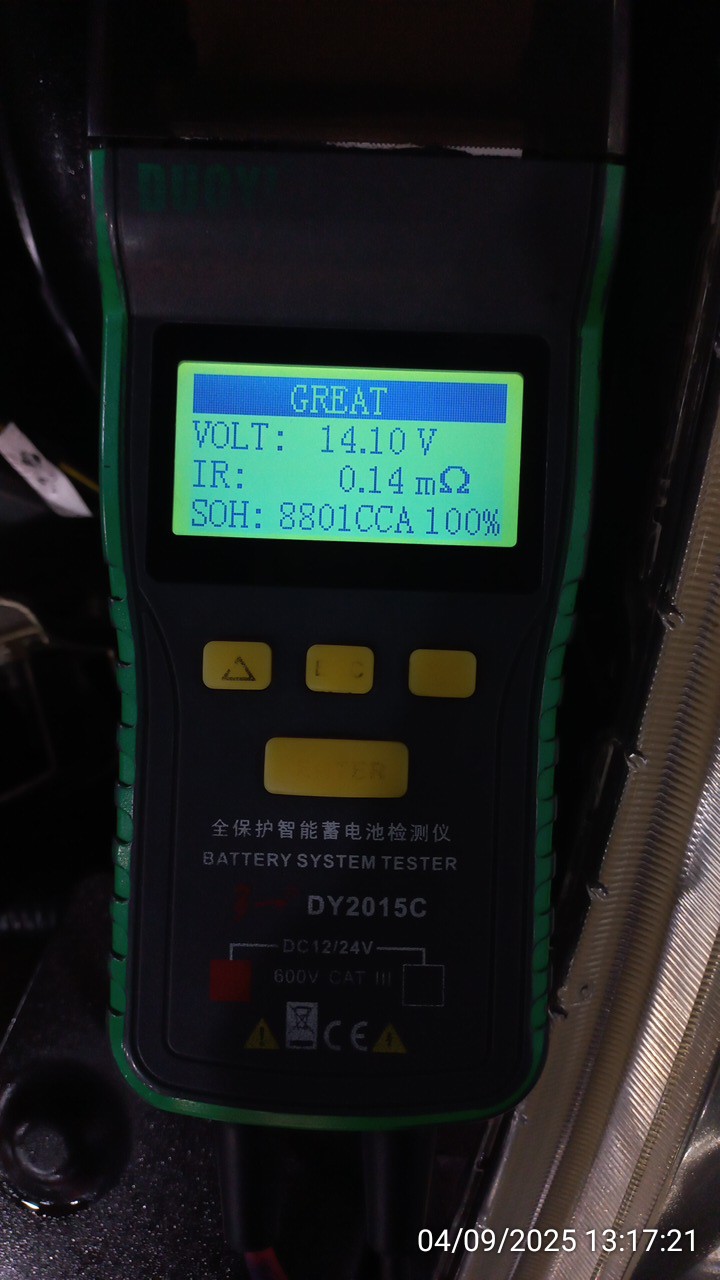 DUOYI
GREAT
VOLT: 14.10 V
IR: 0.14 mΩ
SOH: 8801CCA 100%
全保护智能蓄电池检测仪
BATTERY SYSTEM TESTER
DY2015C
DC12/24V
600V CAT III
CE
04/09/2025 13:17:21